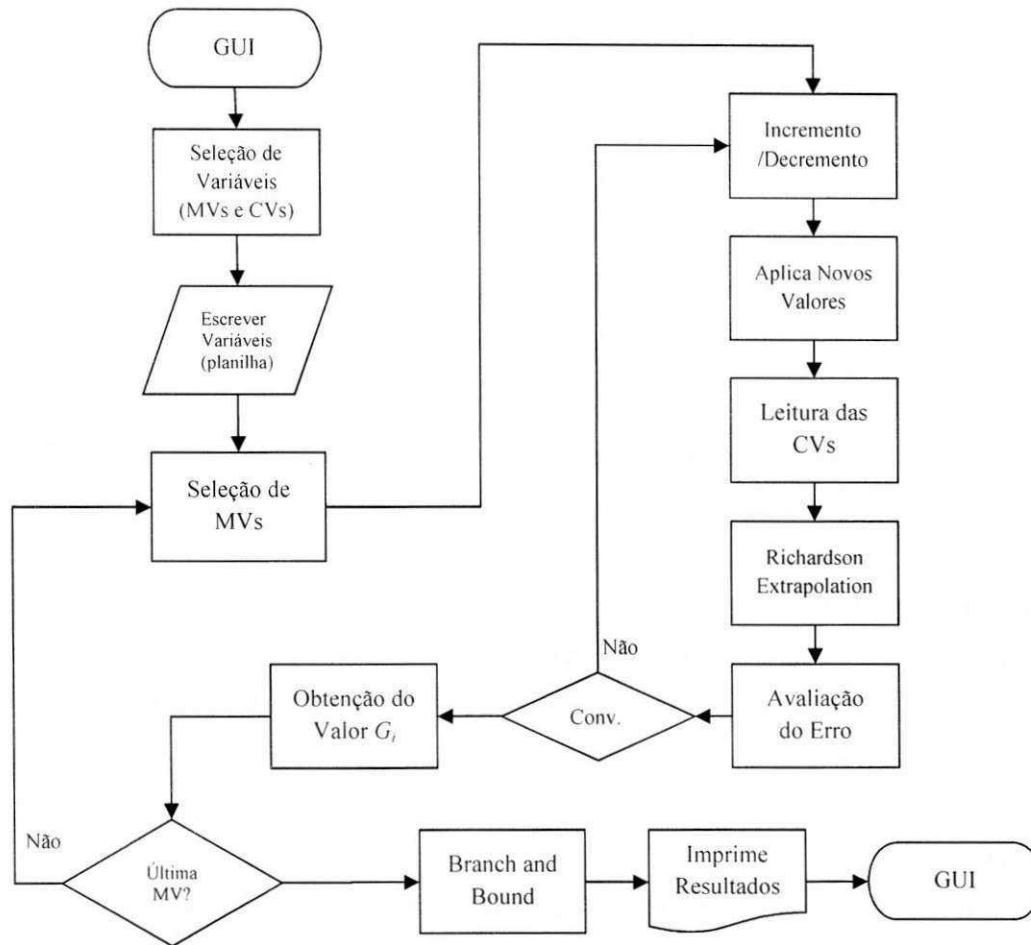 GUI
Seleção de
Variáveis
(MVs e CVs)
Escrever
Variáveis
(planilha)
Seleção de
MVs
Incremento
/Decremento
Aplica Novos
Valores
Leitura das
CVs
Richardson
Extrapolation
Avaliação
do Erro
Conv.
Não
Obtenção do
Valor Gᵢ
Última
MV?
Não
Branch and
Bound
Imprime
Resultados
GUI